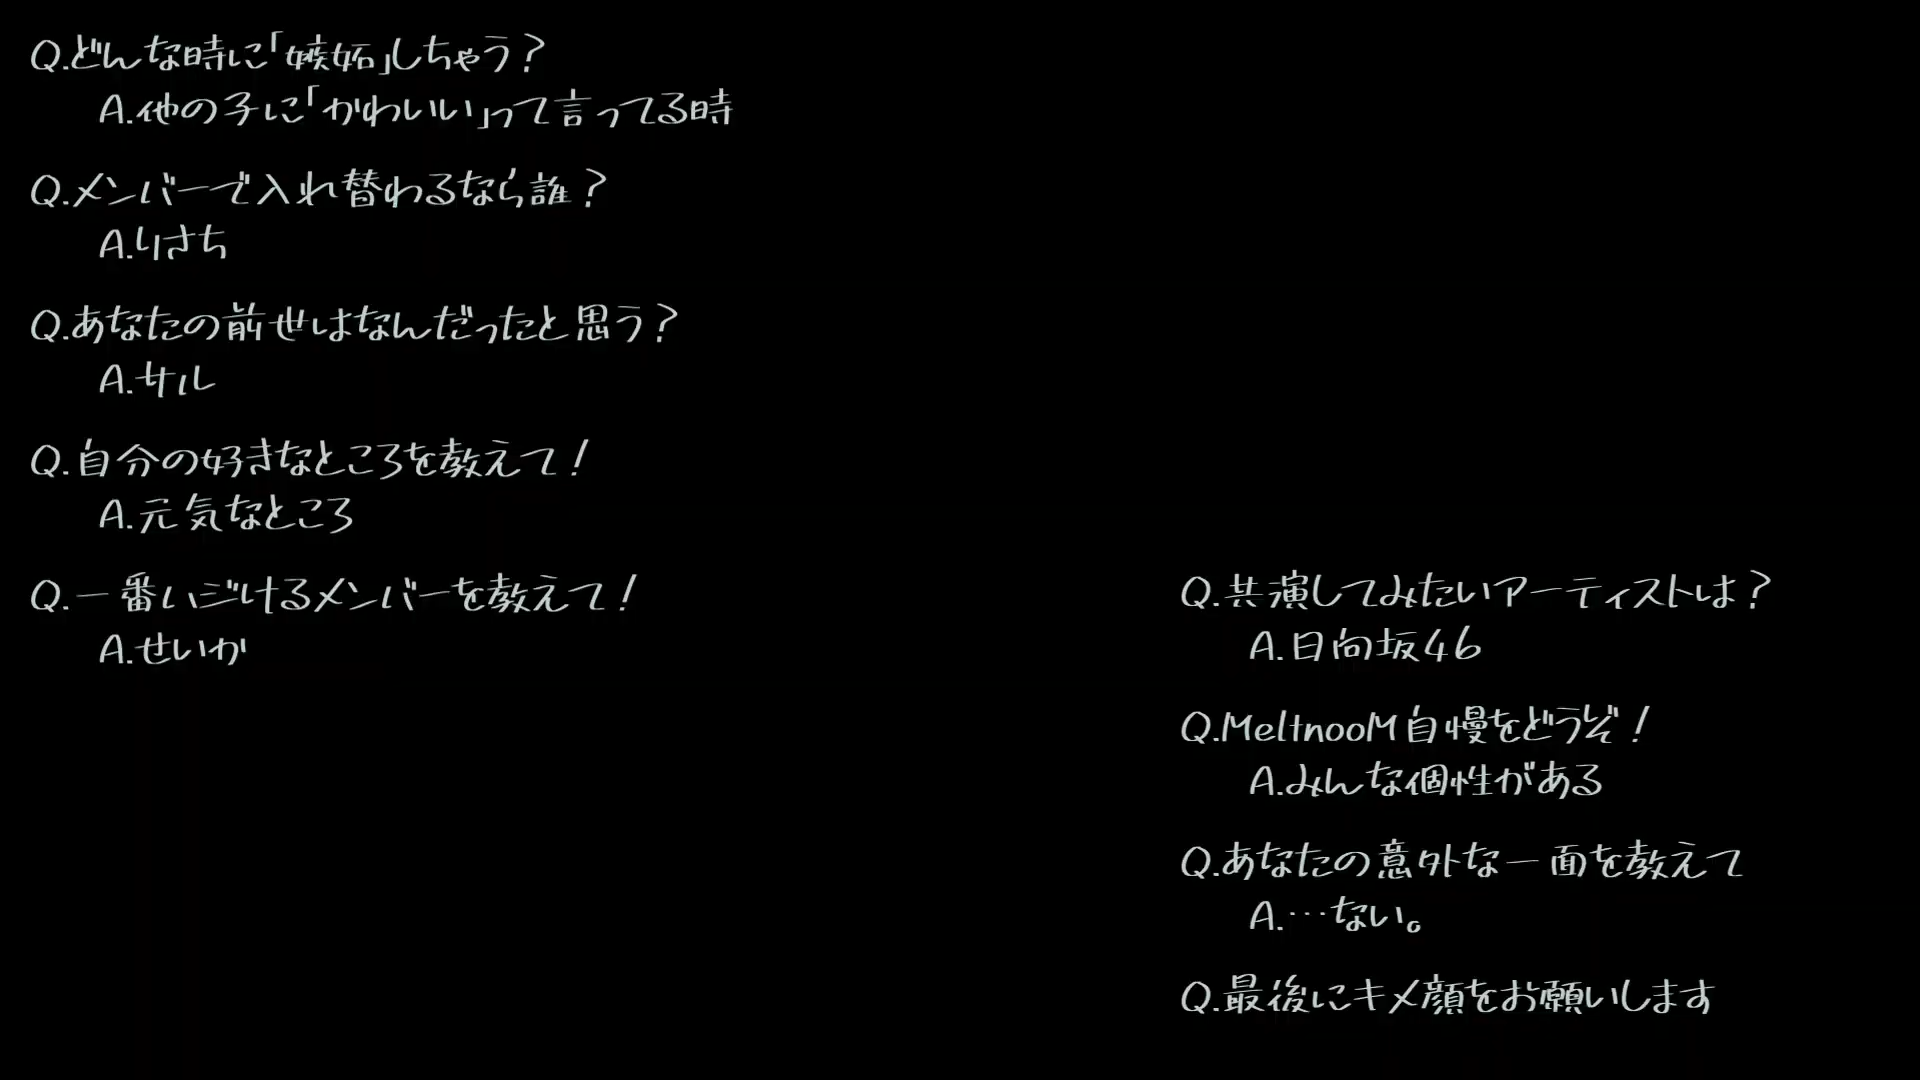 Q.どんな時に「嫉妬」しちゃう？
A.他の子に「かわいい」って言ってる時
Q.メンバーで入れ替わるなら誰？
A.りさち
Q.あなたの前世はなんだったと思う？
A.サル
Q.自分の好きなところを教えて！
A.元気なところ
Q.一番いジけるメンバーを教えて！
A.せいか
Q.共演してみたいアーティストは？
A.日向坂46
Q.MeltnooM自慢をどうぞ！
A.みんな個性がある
Q.あなたの意外な一面を教えて
A.…ない。
Q.最後にキメ顔をお願いします